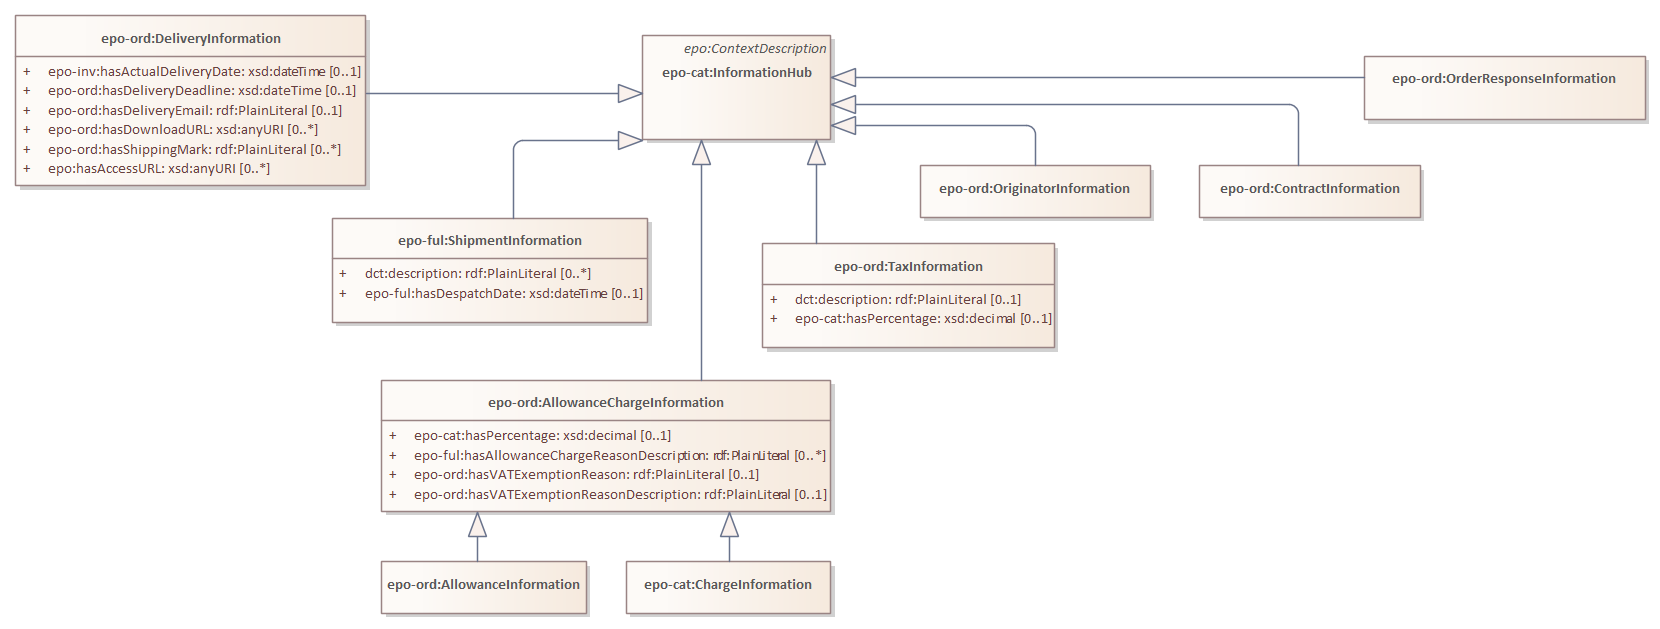 epo-ord:DeliveryInformation
+ epo-inv:hasActualDeliveryDate: xsd:dateTime [0..1]
+ epo-ord:hasDeliveryDeadline: xsd:dateTime [0..1]
+ epo-ord:hasDeliveryEmail: rdf:PlainLiteral [0..1]
+ epo-ord:hasDownloadURL: xsd:anyURI [0..*]
+ epo-ord:hasShippingMark: rdf:PlainLiteral [0..*]
+ epo:hasAccessURL: xsd:anyURI [0..*]
epo:ContextDescription
epo-cat:InformationHub
epo-ord:OrderResponseInformation
epo-ord:OriginatorInformation
epo-ord:ContractInformation
epo-ful:ShipmentInformation
+ dct:description: rdf:PlainLiteral [0..*]
+ epo-ful:hasDespatchDate: xsd:dateTime [0..1]
epo-ord:TaxInformation
+ dct:description: rdf:PlainLiteral [0..1]
+ epo-cat:hasPercentage: xsd:decimal [0..1]
epo-ord:AllowanceChargeInformation
+ epo-cat:hasPercentage: xsd:decimal [0..1]
+ epo-ful:hasAllowanceChargeReasonDescription: rdf:PlainLiteral [0..*]
+ epo-ord:hasVATExemptionReason: rdf:PlainLiteral [0..1]
+ epo-ord:hasVATExemptionReasonDescription: rdf:PlainLiteral [0..1]
epo-ord:AllowanceInformation
epo-cat:ChargeInformation